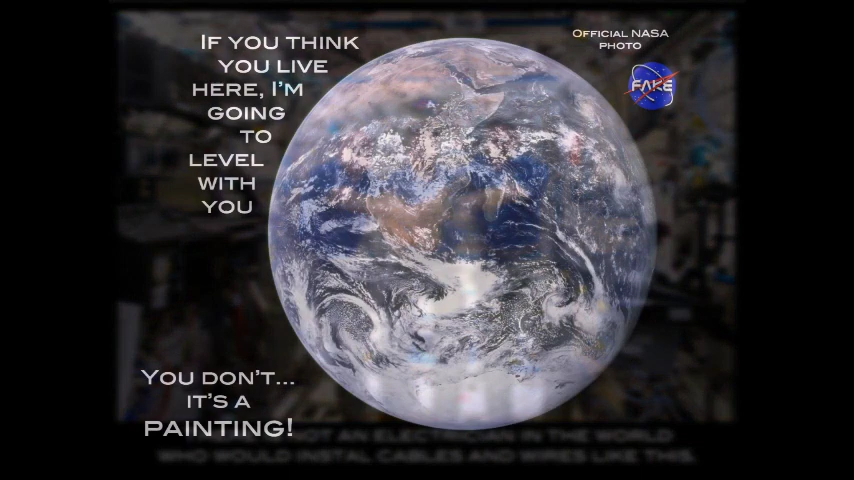 If you think
you live
here, I'm
going
to
level
with
you
Official NASA
photo
FAKE
You don't...
it's a
painting!
NOT AN ELECTRICIAN IN THE WORLD
WHO WOULD INSTAL CABLES AND WIRES LIKE THIS.